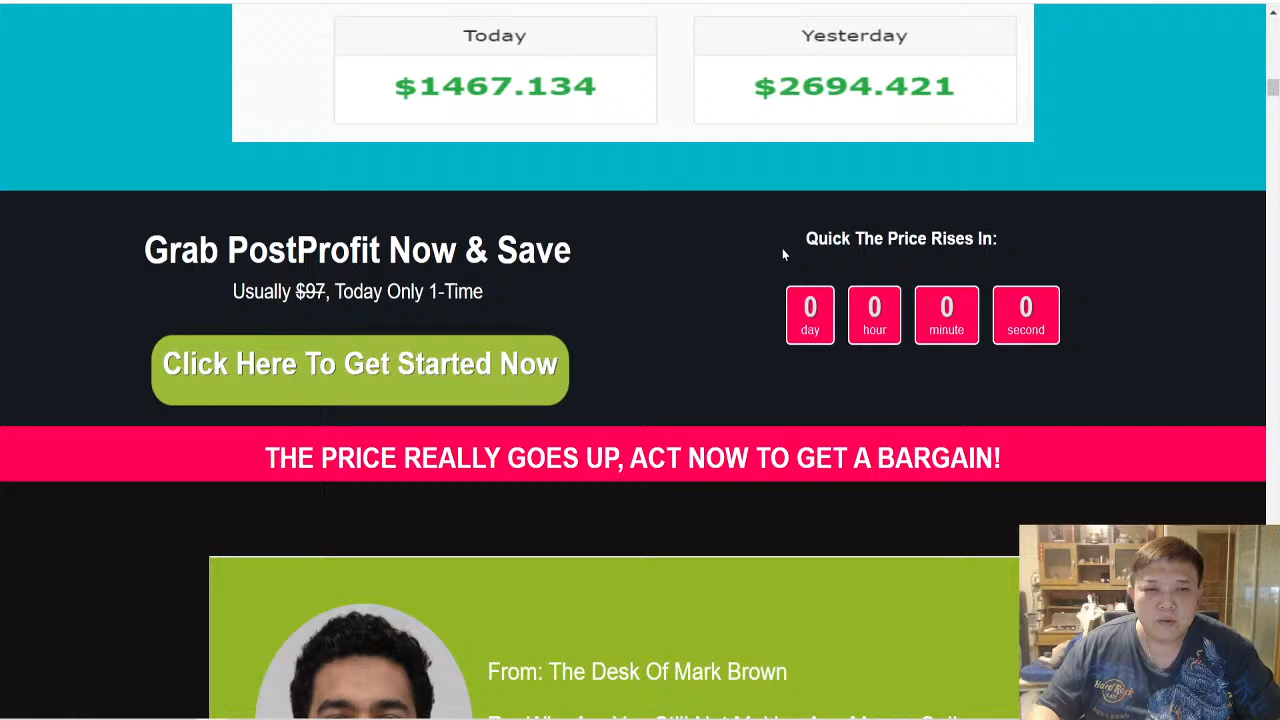 Today
Yesterday
$1467.134
$2694.421
Grab PostProfit Now & Save
Usually $97, Today Only 1-Time
Click Here To Get Started Now
Quick The Price Rises In:
0
0
0
0
day
hour
minute
second
THE PRICE REALLY GOES UP, ACT NOW TO GET A BARGAIN!
From: The Desk Of Mark Brown
Hard Rock